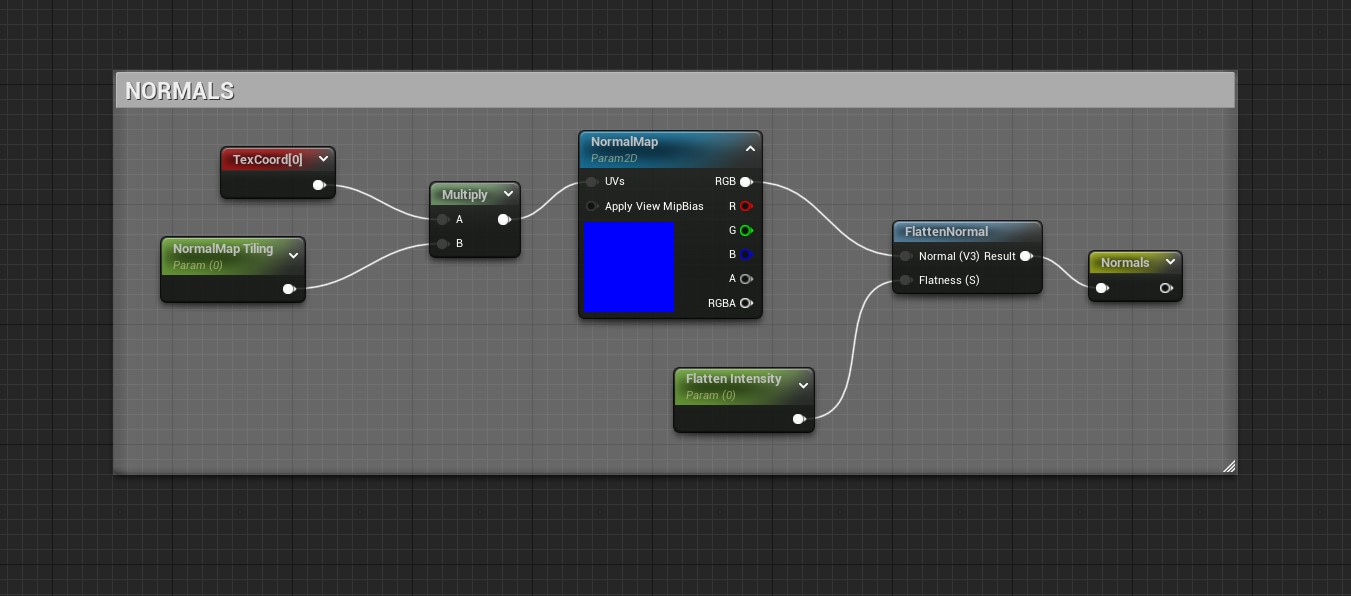 NORMALS
TexCoord[0]
NormalMap Tiling
Param (0)
Multiply
A
B
NormalMap
Param2D
UVs
RGB
Apply View MipBias
R
G
B
A
RGBA
Flatten Intensity
Param (0)
FlattenNormal
Normal (V3) Result
Flatness (S)
Normals